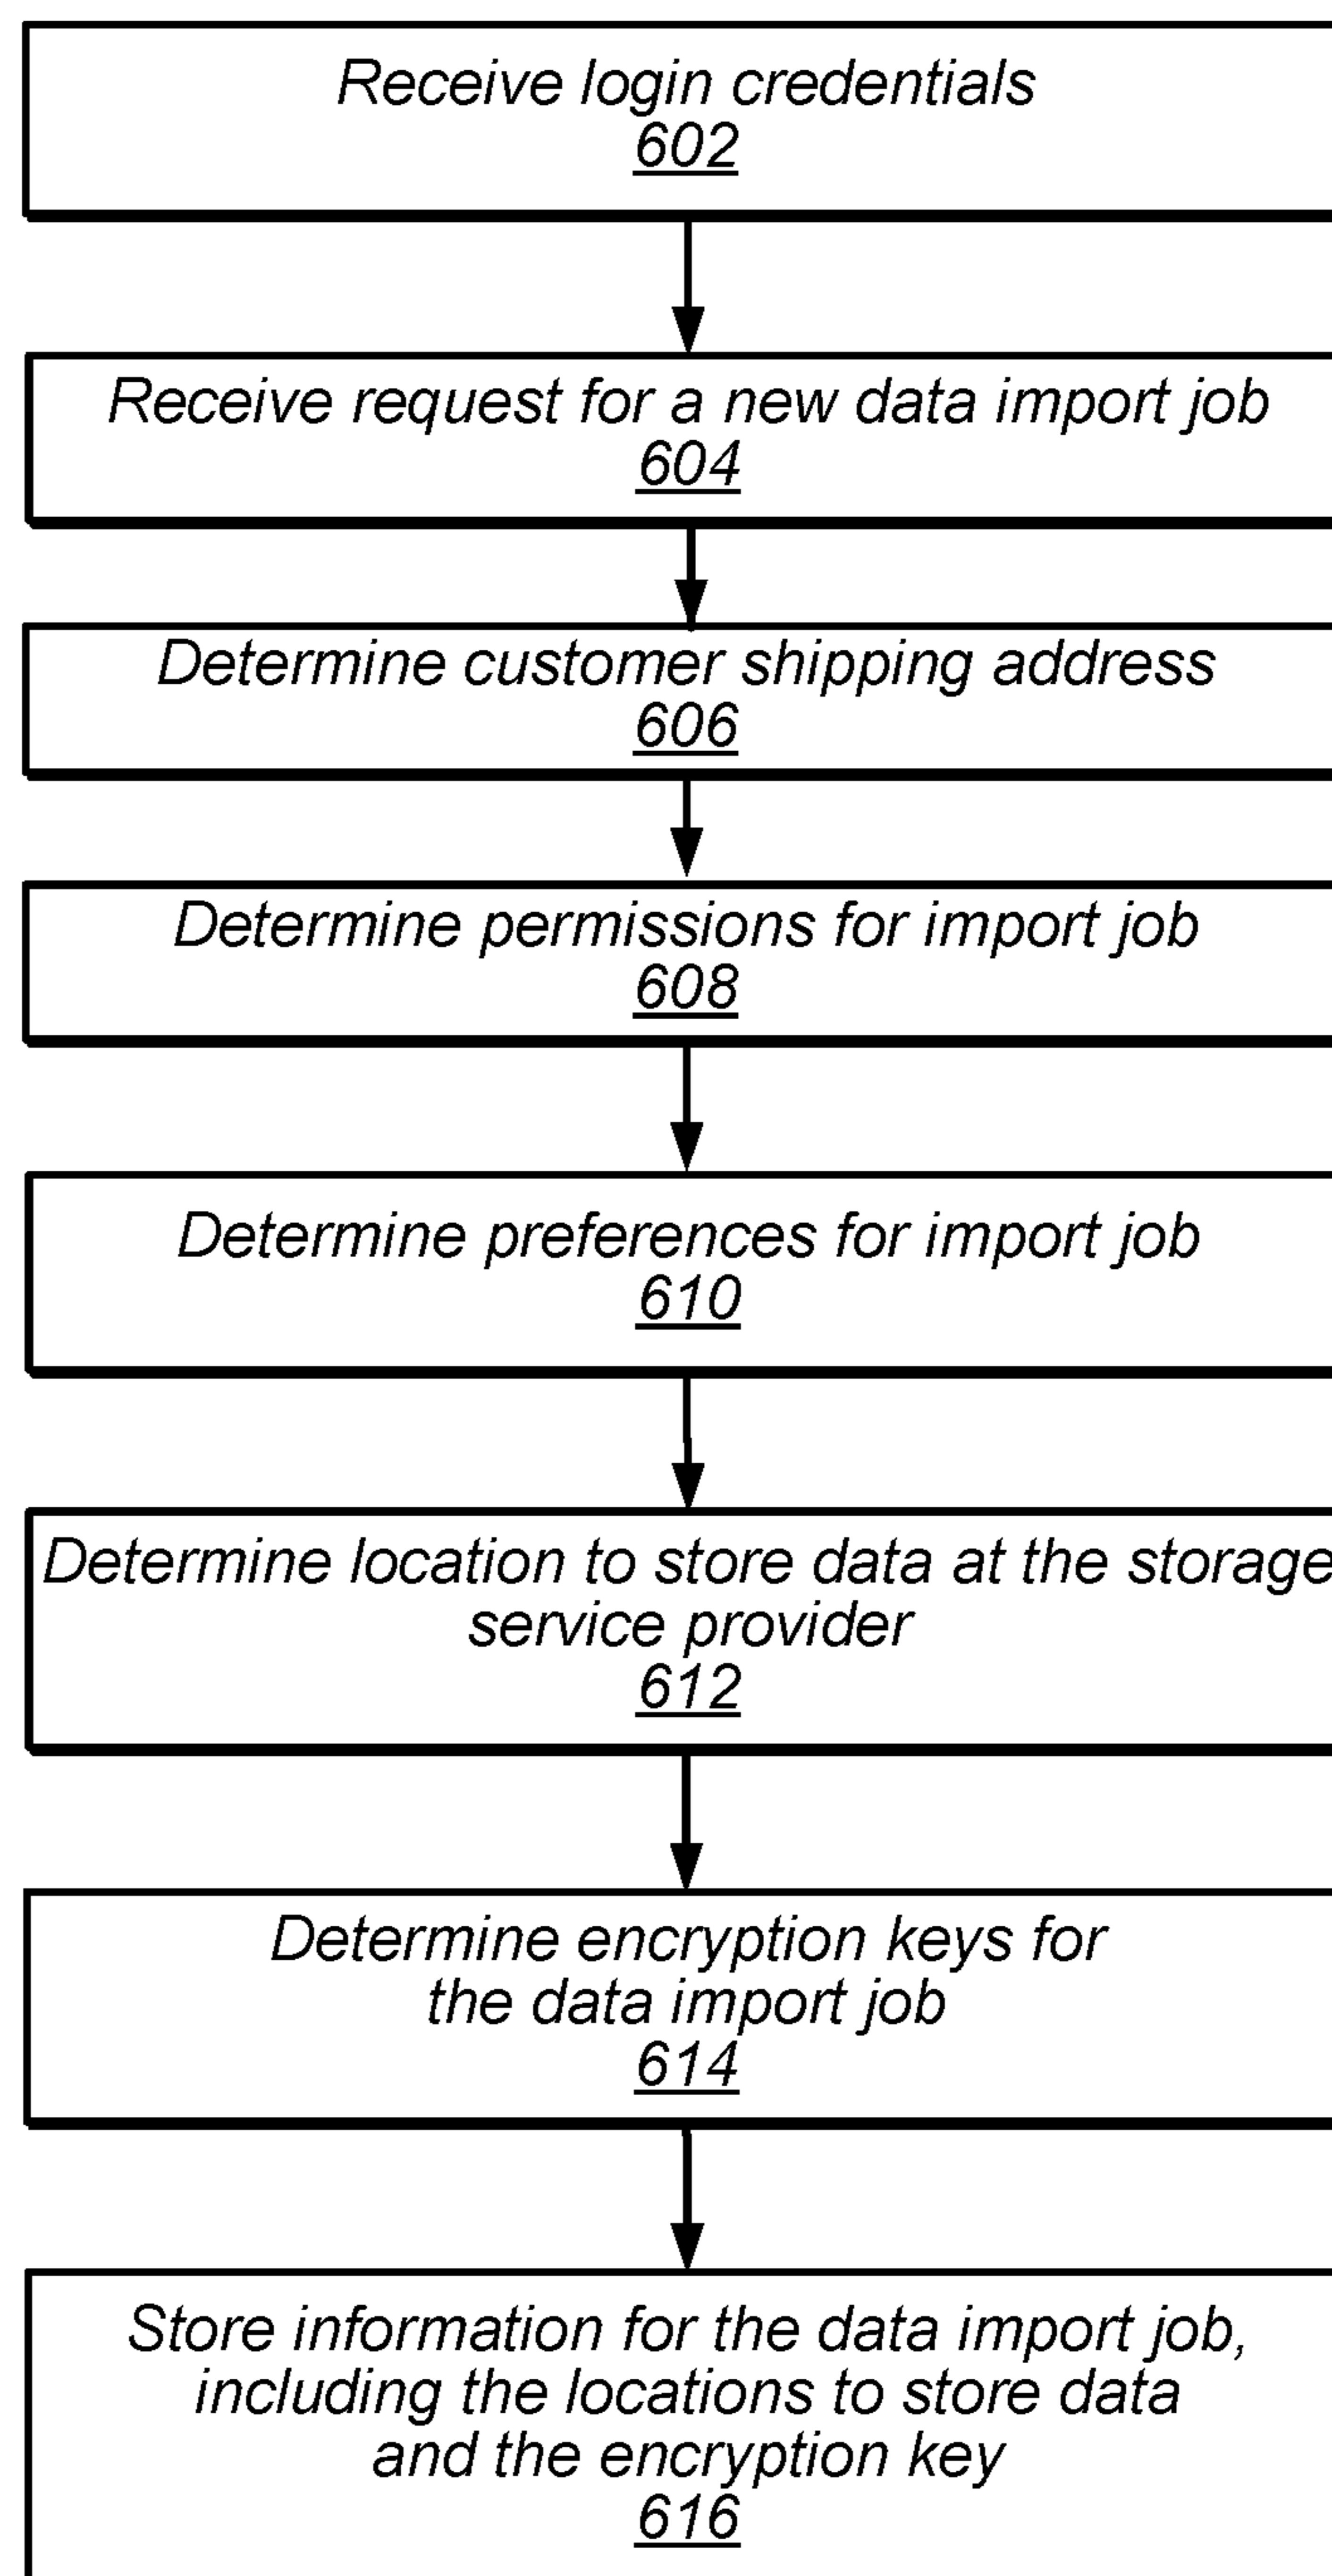 Receive login credentials
602
Receive request for a new data import job
604
Determine customer shipping address
606
Determine permissions for import job
608
Determine preferences for import job
610
Determine location to store data at the storage
service provider
612
Determine encryption keys for
the data import job
614
Store information for the data import job,
including the locations to store data
and the encryption key
616